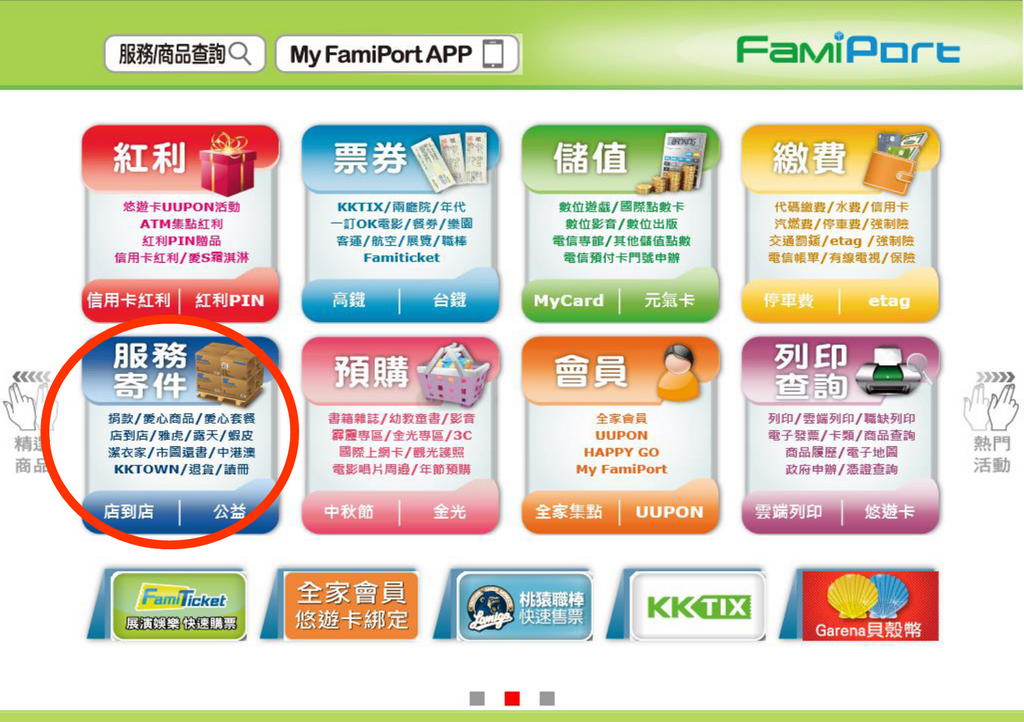 服務/商品查詢
My FamiPort APP
FamiPort
紅利
悠遊卡UUPON活動
ATM集點紅利
紅利PIN贈品
信用卡紅利/愛S霜淇淋
信用卡紅利
紅利PIN
票券
KKTIX/兩廳院/年代
一訂OK電影/餐券/樂園
客運/航空/展覽/職棒
Famiticket
高鐵
台鐵
儲值
數位遊戲/國際點數卡
數位影音/數位出版
電信專館/其他儲值點數
電信預付卡門號申辦
MyCard
元氣卡
繳費
代碼繳費/水費/信用卡
汽燃費/停車費/強制險
交通罰鍰/etag/強制險
電信帳單/有線電視/保險
停車費
etag
服務
寄件
捐款/愛心商品/愛心套餐
店到店/雅虎/露天/蝦皮
潔衣家/市圖還書/中港澳
KKTOWN/退貨/讀冊
店到店
公益
預購
書籍雜誌/幼教童書/影音
霹靂專區/金光專區/3C
國際上網卡/觀光護照
電影唱片周邊/年節預購
中秋節
金光
會員
全家會員
UUPON
HAPPY GO
My FamiPort
全家集點
UUPON
列印
查詢
列印/雲端列印/職缺列印
電子發票/卡類/商品查詢
商品履歷/電子地圖
政府申辦/憑證查詢
雲端列印
悠遊卡
精選
商品
熱門
活動
FamiTicket
展演娛樂 快速購票
全家會員
悠遊卡綁定
Lamigo
桃猿職棒
快速售票
KKTIX
Garena貝殼幣